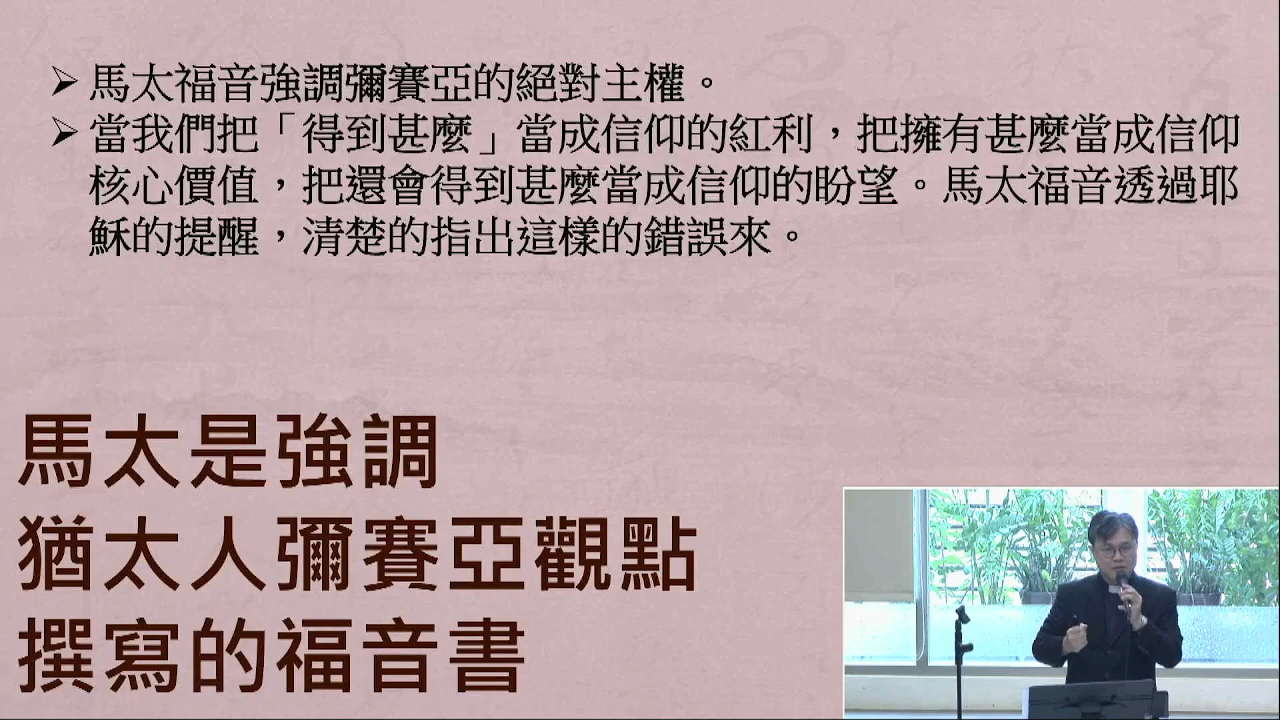 ➢ 馬太福音強調彌賽亞的絕對主權。
➢ 當我們把「得到甚麼」當成信仰的紅利，把擁有甚麼當成信仰
核心價值，把還會得到甚麼當成信仰的盼望。馬太福音透過耶
穌的提醒，清楚的指出這樣的錯誤來。
馬太是強調
猶太人彌賽亞觀點
撰寫的福音書